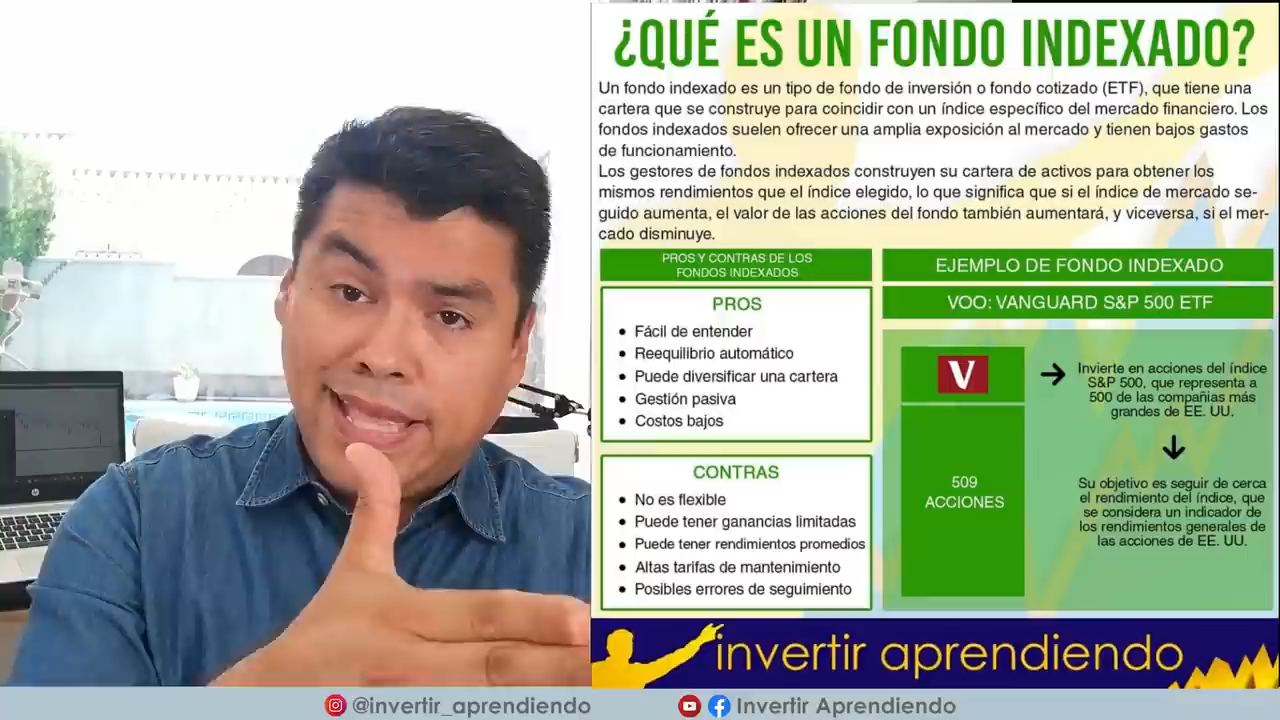 ¿QUÉ ES UN FONDO INDEXADO?
Un fondo indexado es un tipo de fondo de inversión o fondo cotizado (ETF), que tiene una
cartera que se construye para coincidir con un índice específico del mercado financiero. Los
fondos indexados suelen ofrecer una amplia exposición al mercado y tienen bajos gastos
de funcionamiento.
Los gestores de fondos indexados construyen su cartera de activos para obtener los
mismos rendimientos que el índice elegido, lo que significa que si el índice de mercado se-
guido aumenta, el valor de las acciones del fondo también aumentará, y viceversa, si el mer-
cado disminuye.
PROS Y CONTRAS DE LOS
FONDOS INDEXADOS
PROS
• Fácil de entender
• Reequilibrio automático
• Puede diversificar una cartera
• Gestión pasiva
• Costos bajos
CONTRAS
• No es flexible
• Puede tener ganancias limitadas
• Puede tener rendimientos promedios
• Altas tarifas de mantenimiento
• Posibles errores de seguimiento
EJEMPLO DE FONDO INDEXADO
VOO: VANGUARD S&P 500 ETF
V
509
ACCIONES
Invierte en acciones del índice
S&P 500, que representa a
500 de las compañias más
grandes de EE. UU.
Su objetivo es seguir de cerca
el rendimiento del índice, que
se considera un indicador de
los rendimientos generales de
las acciones de EE. UU.
invertir aprendiendo
hp
@invertir_aprendiendo
Invertir Aprendiendo